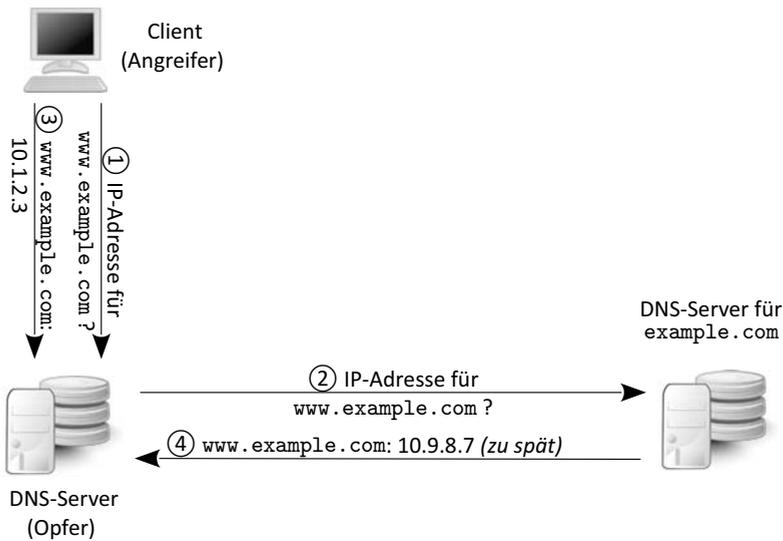 Client
(Angreifer)
③ www.example.com:
10.1.2.3
① IP-Adresse für
www.example.com ?
DNS-Server für
example.com
② IP-Adresse für
www.example.com ?
④ www.example.com: 10.9.8.7 (zu spät)
DNS-Server
(Opfer)